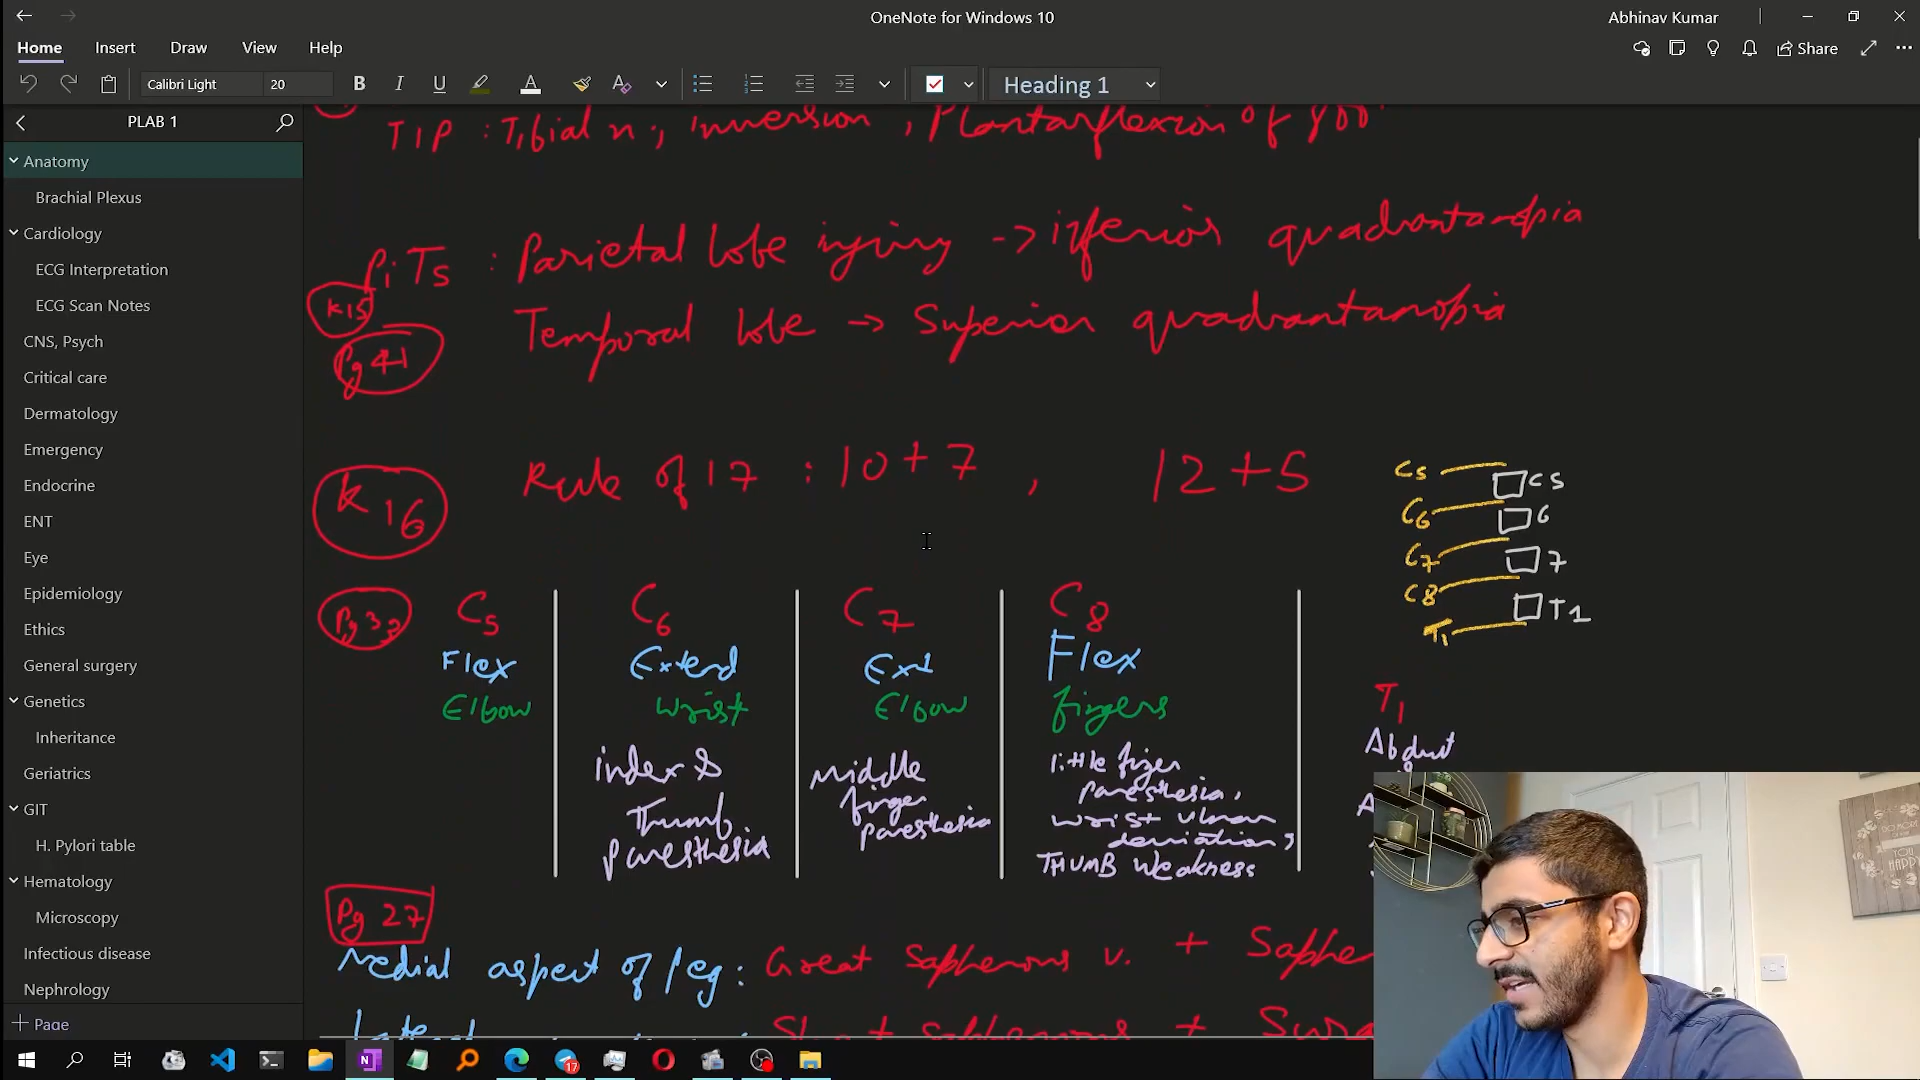 OneNote for Windows 10
Abhinav Kumar
Home Insert Draw View Help
Share
Calibri Light 20 B I U A Heading 1
PLAB 1
Anatomy
Brachial Plexus
Cardiology
ECG Interpretation
ECG Scan Notes
CNS, Psych
Critical care
Dermatology
Emergency
Endocrine
ENT
Eye
Epidemiology
Ethics
General surgery
Genetics
Inheritance
Geriatrics
GIT
H. Pylori table
Hematology
Microscopy
Infectious disease
Nephrology
+ Page
TIP : Tibial n., Inversion, Plantarflexion of
PiTs : Parietal lobe injury -> inferior quadrantanopia
K15
Temporal lobe -> Superior quadrantanopia
Pg 41
K16
Rule of 17 : 10+7 , 12+5
C5 C5
C6 6
C7 7
C8
T1 T1
C5 C6 C7 C8
Flex Extend Ext Flex
Elbow wrist Elbow fingers
T1
Abduct
index &
Thumb
paresthesia
Middle
finger
paresthesia
little finger
paresthesia,
wrist ulnar
deviation,
THUMB weakness
Pg 27
Medial aspect of leg: Great Saphenous v. + Saphe
+ Sura
17